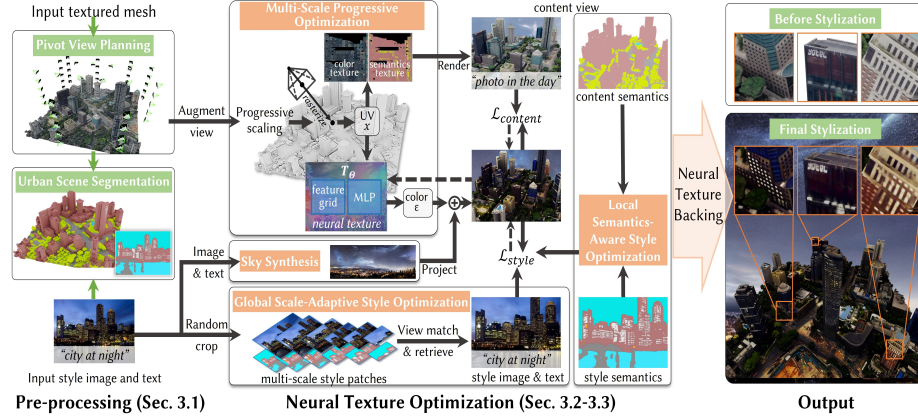 Input textured mesh
Pivot View Planning
Urban Scene Segmentation
"city at night"
Input style image and text
Pre-processing (Sec. 3.1)
Augment
view
Image
& text
Random
crop
Multi-Scale Progressive
Optimization
color
texture
semantics
texture
Progressive
scaling
rasterize
UV
x
Tθ
feature
grid
MLP
neural texture
color
ε
Sky Synthesis
Project
Global Scale-Adaptive Style Optimization
multi-scale style patches
View match
& retrieve
Render
content view
"photo in the day"
ℒcontent
ℒstyle
"city at night"
style image & text
content semantics
Local
Semantics-
Aware Style
Optimization
style semantics
Neural Texture Optimization (Sec. 3.2-3.3)
Neural
Texture
Backing
Before Stylization
Final Stylization
Output